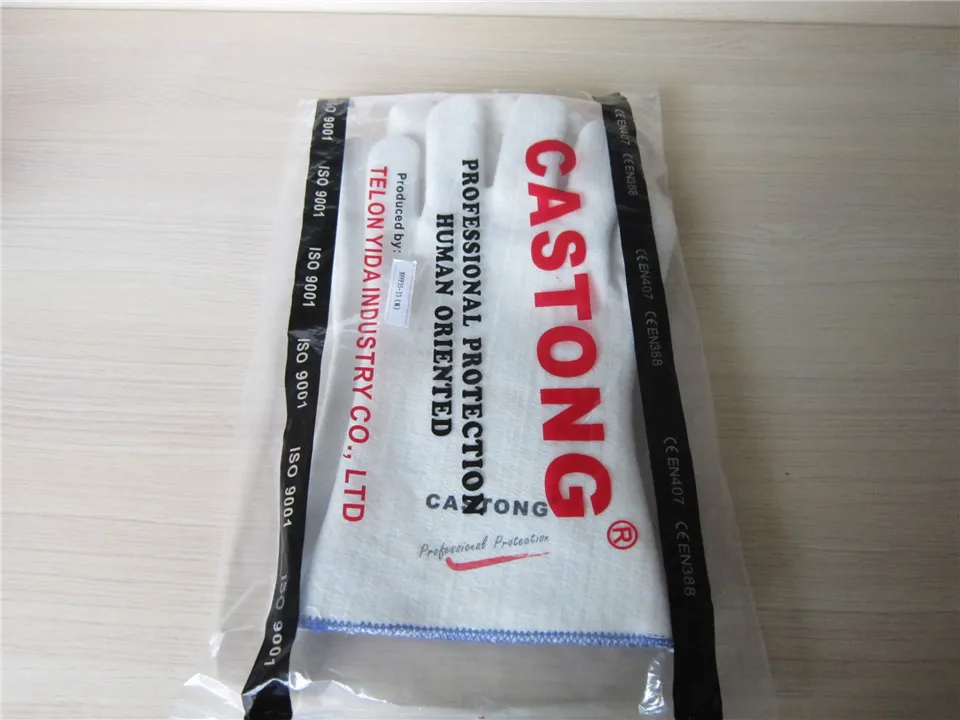 ISO 9001
ISO 9001
ISO 9001
ISO 9001
ISO 9001
ISO 9001
CASTONG®
PROFESSIONAL PROTECTION
HUMAN ORIENTED
Produced by:
TELON YIDA INDUSTRY CO., LTD
CASTONG
Professional Protection
CE EN407
CE EN388
CE EN407
CE EN388
CE EN407
CE EN388